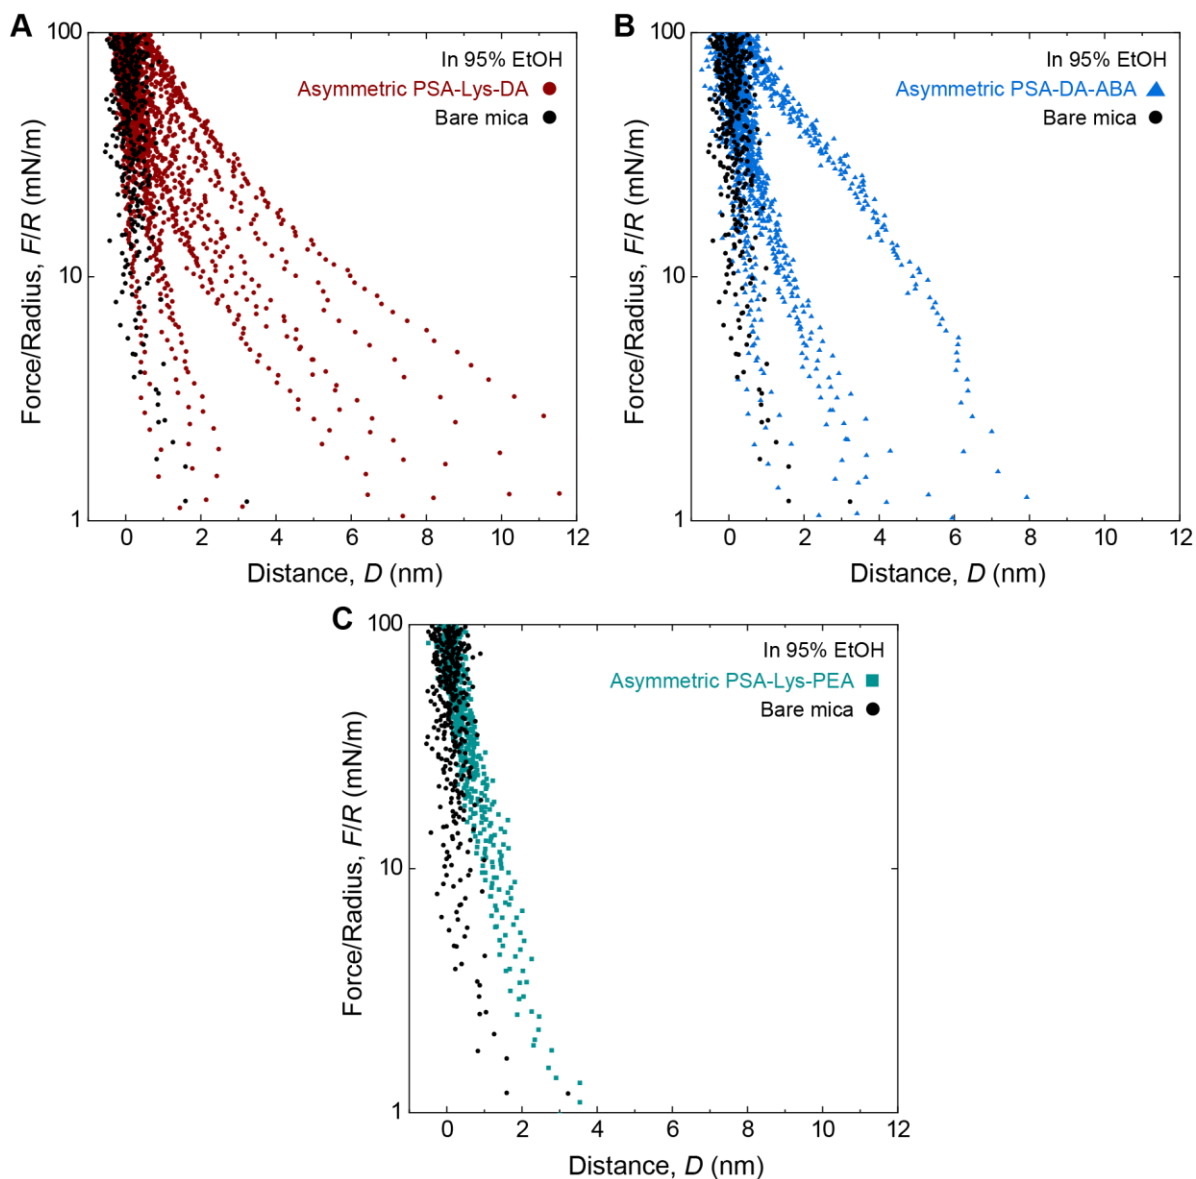 A
100
10
1
Force/Radius, F/R (mN/m)
In 95% EtOH
Asymmetric PSA-Lys-DA
Bare mica
0 2 4 6 8 10 12
Distance, D (nm)
B
100
10
1
Force/Radius, F/R (mN/m)
In 95% EtOH
Asymmetric PSA-DA-ABA
Bare mica
0 2 4 6 8 10 12
Distance, D (nm)
C
100
10
1
Force/Radius, F/R (mN/m)
In 95% EtOH
Asymmetric PSA-Lys-PEA
Bare mica
0 2 4 6 8 10 12
Distance, D (nm)